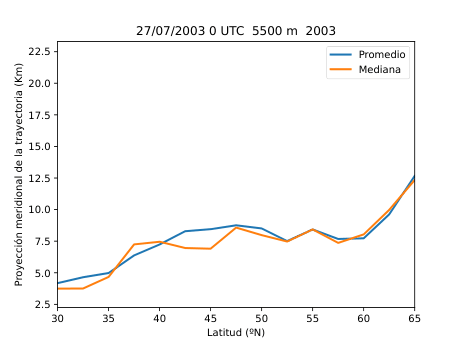 27/07/2003 0 UTC  5500 m  2003
Proyección meridional de la trayectoria (Km)
22.5
20.0
17.5
15.0
12.5
10.0
7.5
5.0
2.5
Promedio
Mediana
30 35 40 45 50 55 60 65
Latitud (ºN)